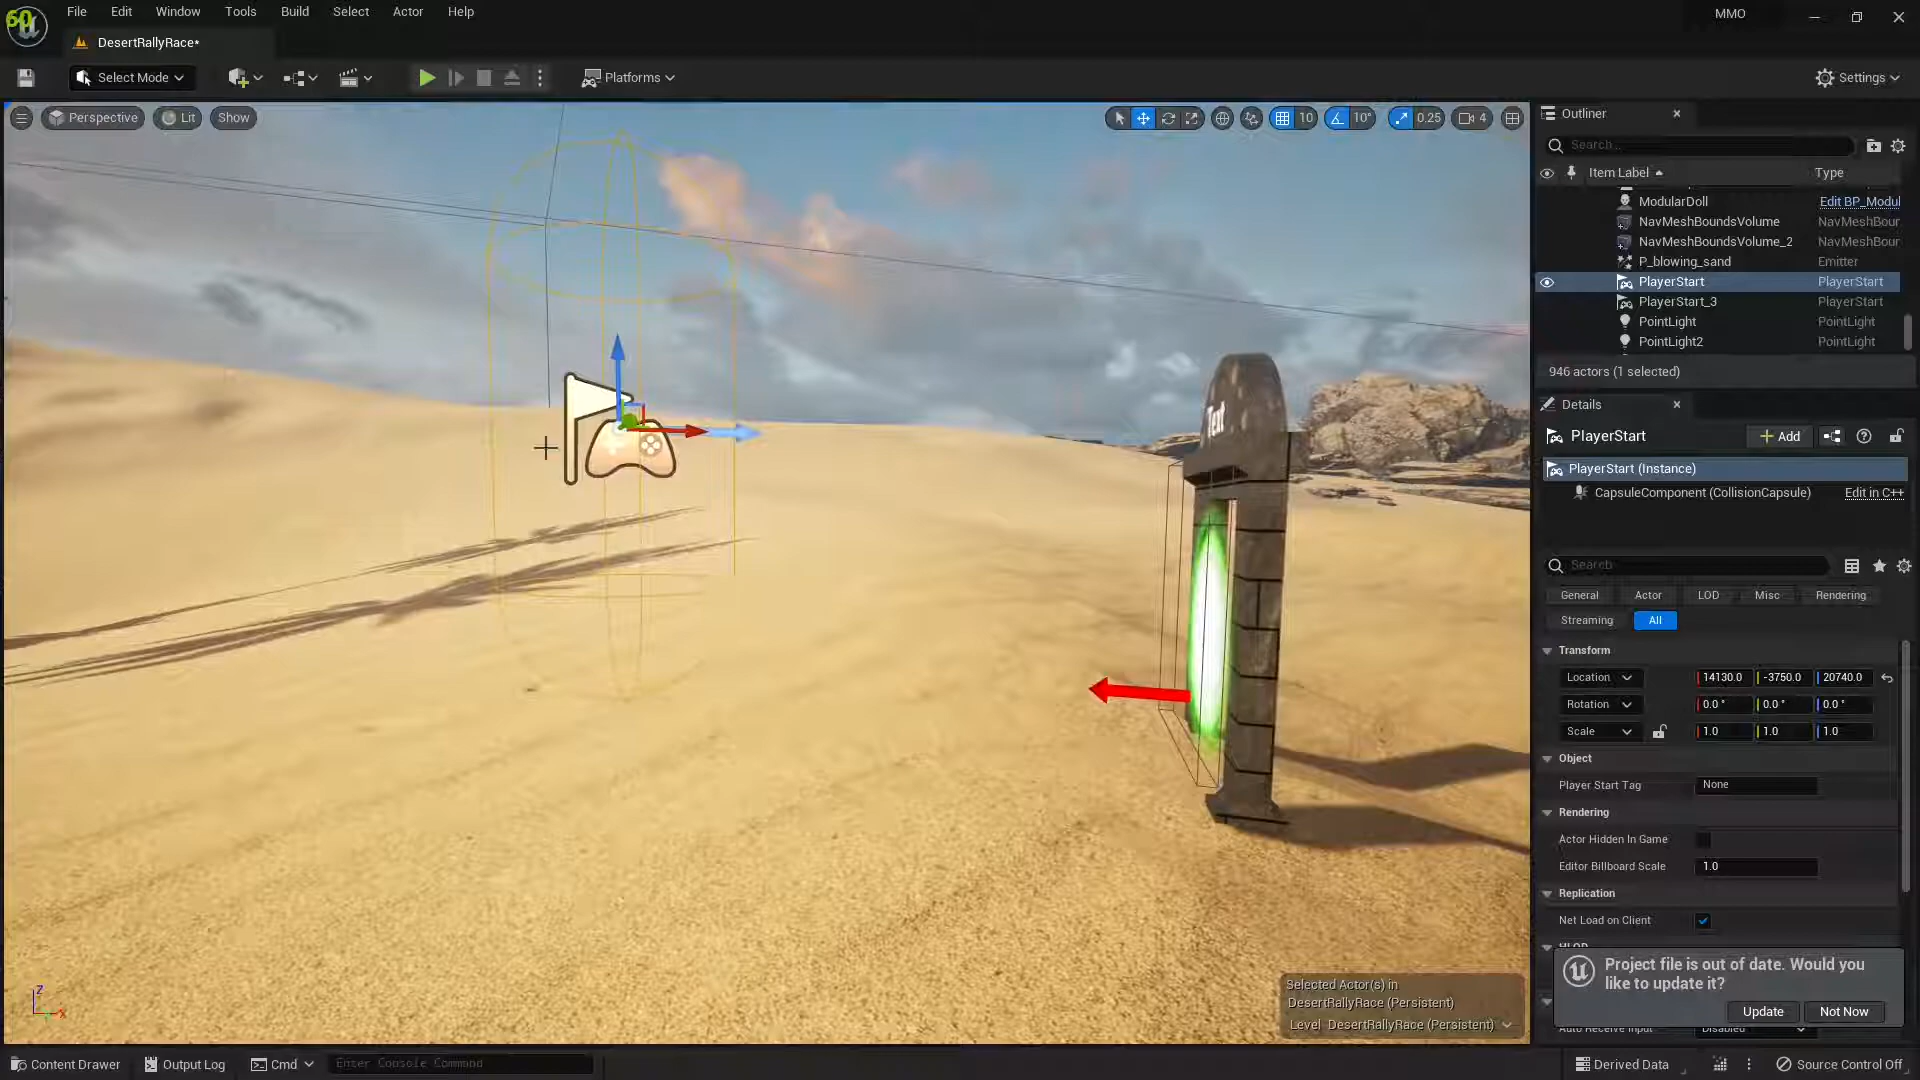 60
File Edit Window Tools Build Select Actor Help
MMO
DesertRallyRace*
Select Mode
Platforms
Settings
Perspective Lit Show
10 10° 0.25 4
Text
Selected Actor(s) in
DesertRallyRace (Persistent)
Level DesertRallyRace (Persistent)
Outliner
Search...
Item Label Type
ModularDoll Edit BP_Modul
NavMeshBoundsVolume NavMeshBour
NavMeshBoundsVolume_2 NavMeshBour
P_blowing_sand Emitter
PlayerStart PlayerStart
PlayerStart_3 PlayerStart
PointLight PointLight
PointLight2 PointLight
946 actors (1 selected)
Details
PlayerStart + Add
PlayerStart (Instance)
CapsuleComponent (CollisionCapsule) Edit in C++
Search
General Actor LOD Misc Rendering
Streaming All
Transform
Location 14130.0 -3750.0 20740.0
Rotation 0.0 ° 0.0 ° 0.0 °
Scale 1.0 1.0 1.0
Object
Player Start Tag None
Rendering
Actor Hidden In Game
Editor Billboard Scale 1.0
Replication
Net Load on Client
HLOD
Project file is out of date. Would you
like to update it?
Update Not Now
Auto Receive Input Disabled
Content Drawer Output Log Cmd Enter Console Command
Derived Data Source Control Off